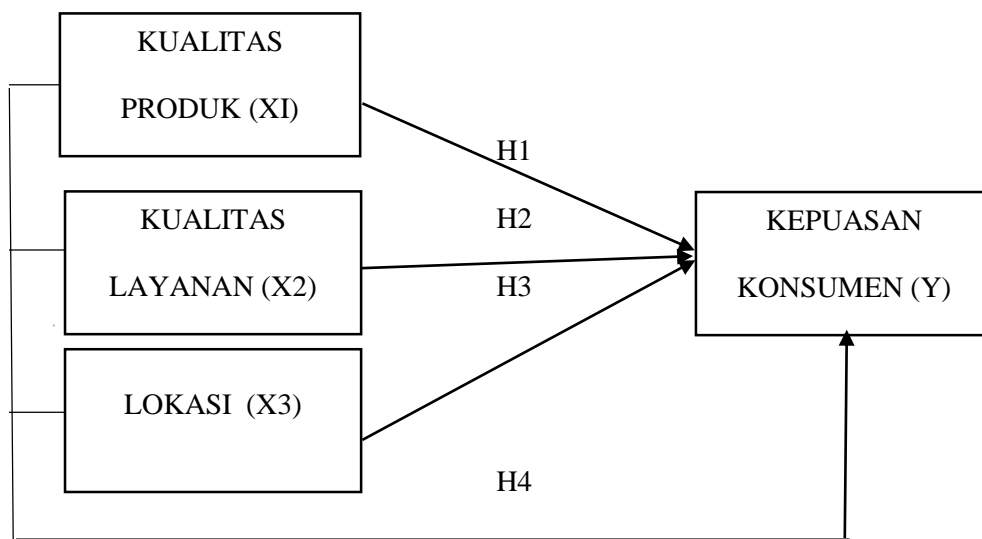 KUALITAS
PRODUK (XI)
H1
KUALITAS
LAYANAN (X2)
H2
H3
KEPUASAN
KONSUMEN (Y)
LOKASI (X3)
H4